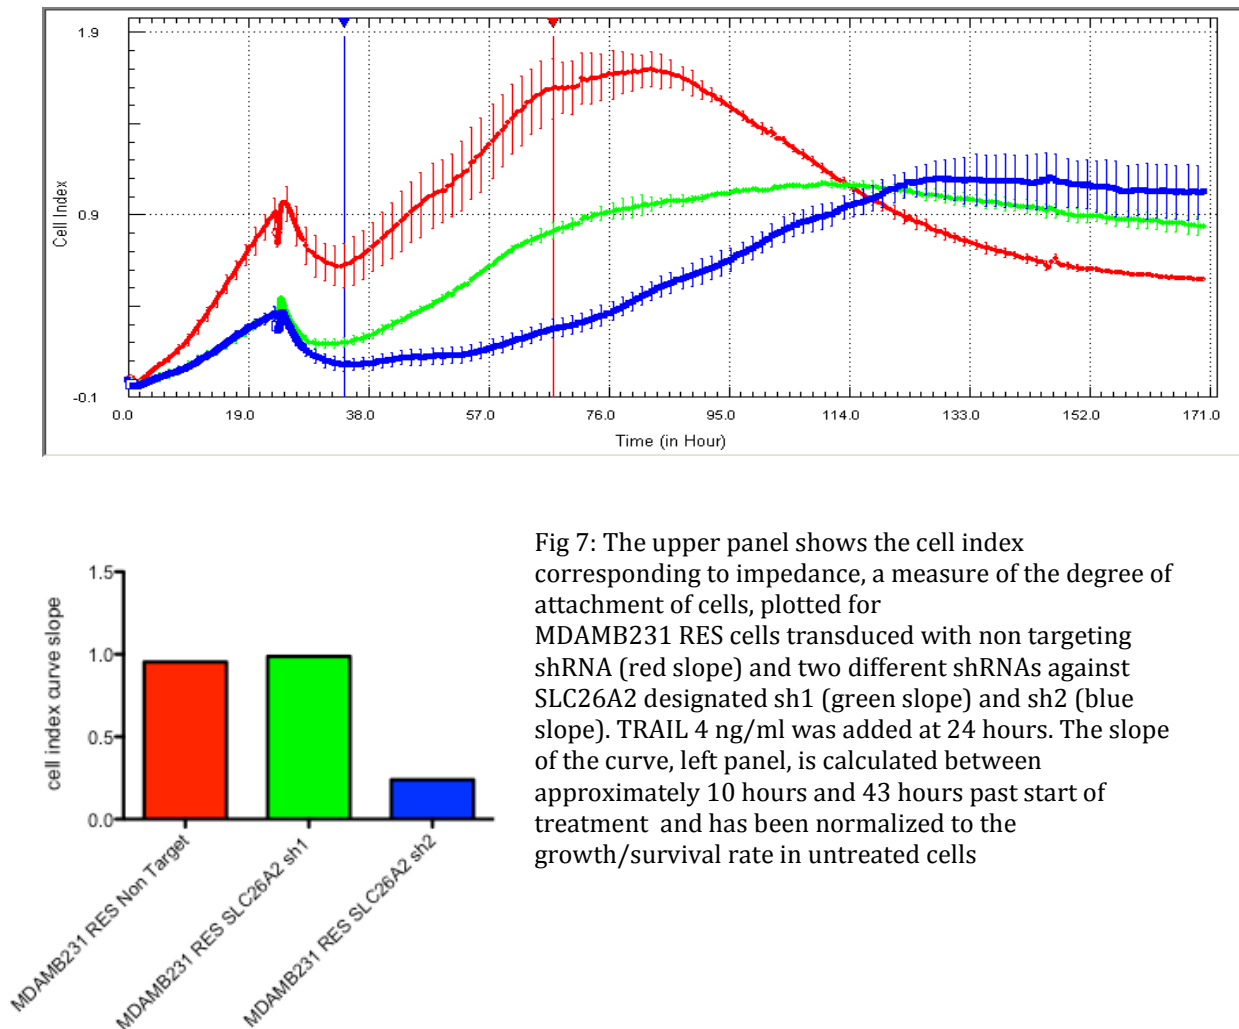 1.9
0.9
-0.1
Cell Index
0.0 19.0 38.0 57.0 76.0 95.0 114.0 133.0 152.0 171.0
Time (in Hour)
cell index curve slope
1.5
1.0
0.5
0.0
MDAMB231 RES Non Target
MDAMB231 RES SLC26A2 sh1
MDAMB231 RES SLC26A2 sh2
Fig 7: The upper panel shows the cell index
corresponding to impedance, a measure of the degree of
attachment of cells, plotted for
MDAMB231 RES cells transduced with non targeting
shRNA (red slope) and two different shRNAs against
SLC26A2 designated sh1 (green slope) and sh2 (blue
slope). TRAIL 4 ng/ml was added at 24 hours. The slope
of the curve, left panel, is calculated between
approximately 10 hours and 43 hours past start of
treatment and has been normalized to the
growth/survival rate in untreated cells